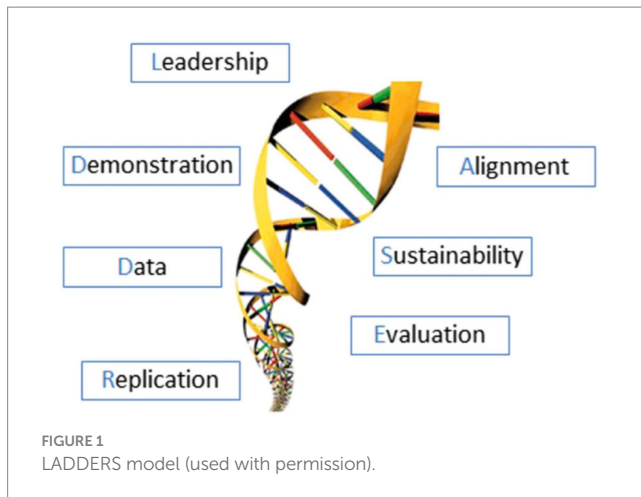 Leadership
Demonstration
Alignment
Data
Sustainability
Evaluation
Replication
FIGURE 1
LADDERS model (used with permission).